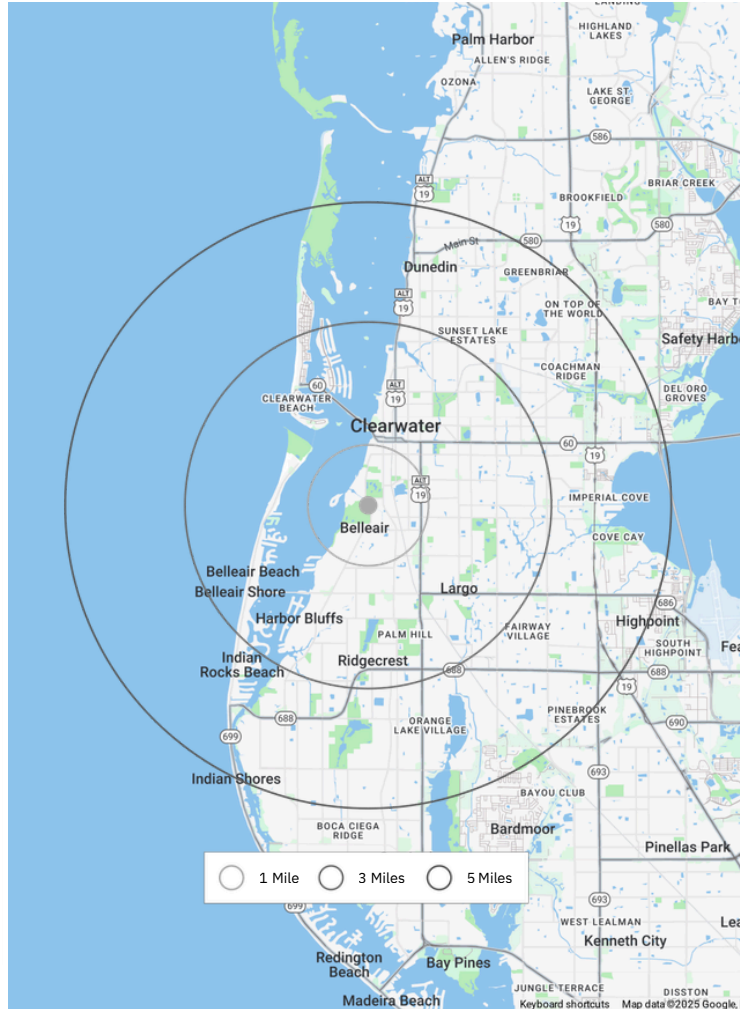 LANDING
HIGHLAND
LAKES
Palm Harbor
ALLEN'S RIDGE
OZONA
LAKE ST.
GEORGE
586
ALT
19
BRIAR CREEK
BROOKFIELD
19
580
Main St
580
Dunedin
GREENBRIAR
ALT
19
ON TOP OF
THE WORLD
BAY T
SUNSET LAKE
ESTATES
Safety Harbo
COACHMAN
RIDGE
60
ALT
19
DEL ORO
GROVES
CLEARWATER
BEACH
Clearwater
60
19
ALT
19
IMPERIAL COVE
Belleair
COVE CAY
Belleair Beach
Belleair Shore
Largo
686
Harbor Bluffs
Highpoint
PALM HILL
FAIRWAY
VILLAGE
SOUTH
HIGHPOINT
Fea
Indian
Rocks Beach
Ridgecrest
688
688
19
688
PINEBROOK
ESTATES
ORANGE
LAKE VILLAGE
690
699
693
Indian Shores
BAYOU CLUB
BOCA CIEGA
RIDGE
Bardmoor
Pinellas Park
1 Mile 3 Miles 5 Miles
693
699
WEST LEALMAN
Lea
Kenneth City
Redington
Beach
Bay Pines
JUNGLE TERRACE
DISSTON
Madeira Beach
Keyboard shortcuts Map data ©2025 Google,